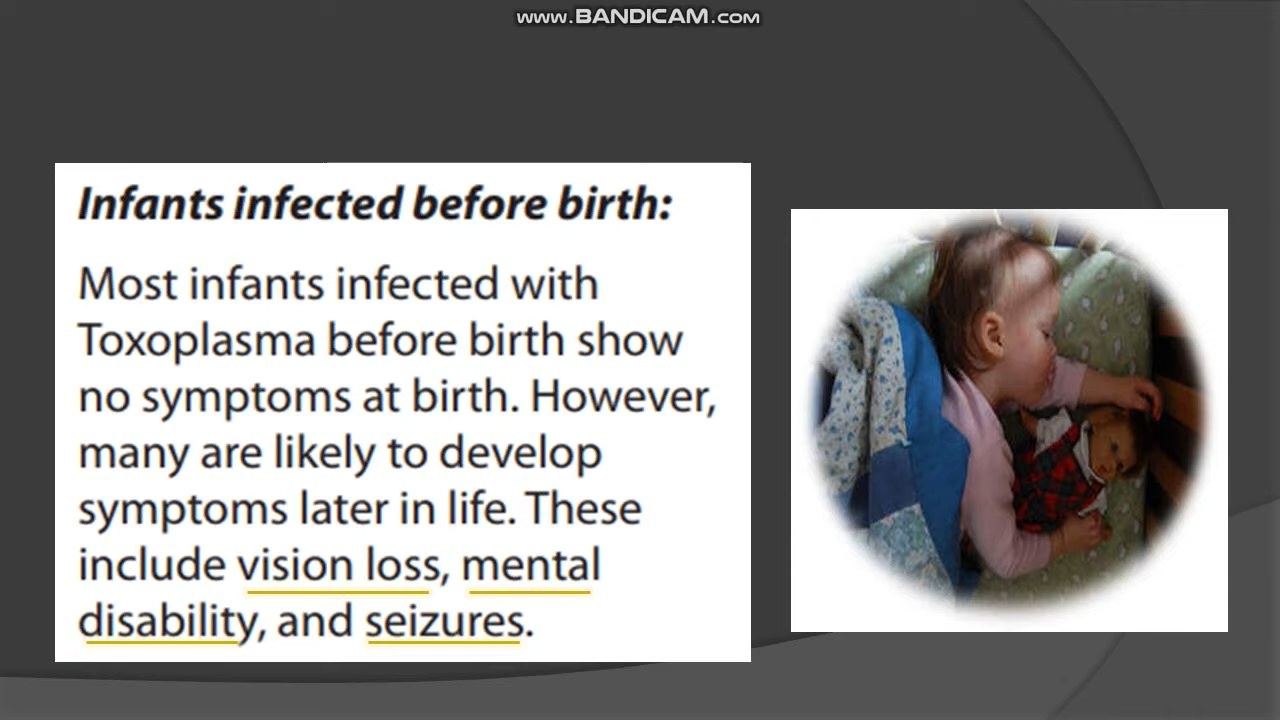 www.BANDICAM.com
Infants infected before birth:
Most infants infected with
Toxoplasma before birth show
no symptoms at birth. However,
many are likely to develop
symptoms later in life. These
include vision loss, mental
disability, and seizures.